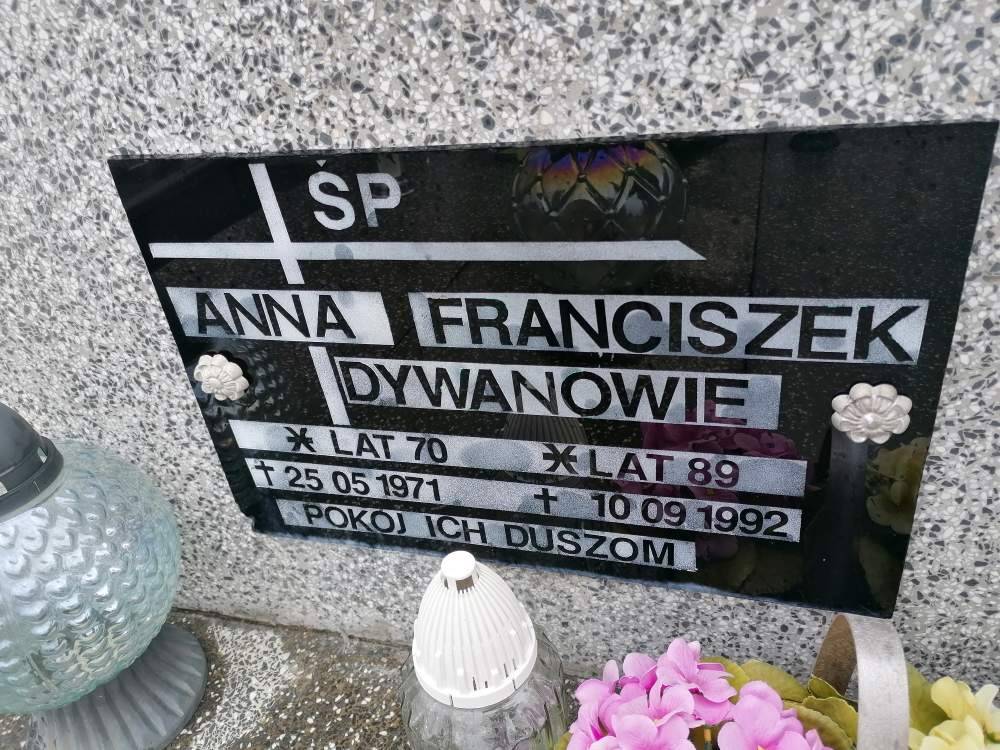 ŚP
ANNA FRANCISZEK
DYWANOWIE
LAT 70 LAT 89
25 05 1971 10 09 1992
POKÓJ ICH DUSZOM